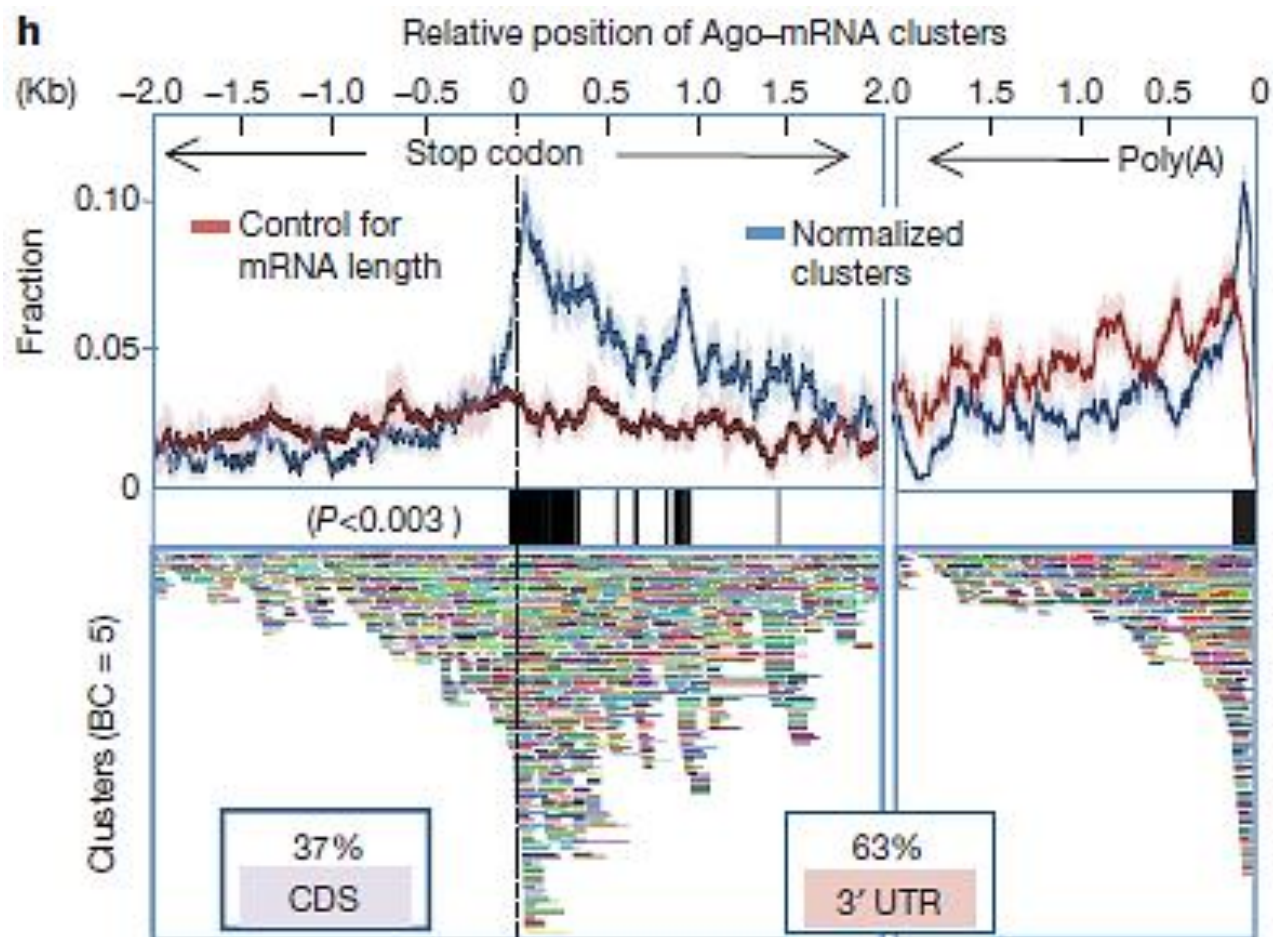 h
Relative position of Ago–mRNA clusters
(Kb) –2.0 –1.5 –1.0 –0.5 0 0.5 1.0 1.5 2.0 1.5 1.0 0.5 0
Stop codon
Poly(A)
0.10
Control for
mRNA length
Normalized
clusters
Fraction
0.05
0
(P<0.003 )
Clusters (BC = 5)
37%
CDS
63%
3′ UTR